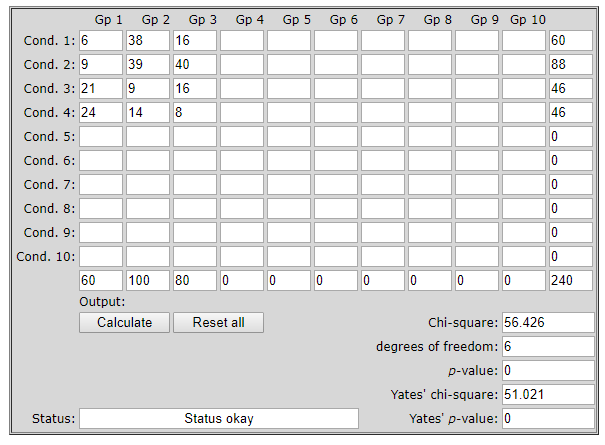 Gp 1 Gp 2 Gp 3 Gp 4 Gp 5 Gp 6 Gp 7 Gp 8 Gp 9 Gp 10
Cond. 1: 6 38 16 60
Cond. 2: 9 39 40 88
Cond. 3: 21 9 16 46
Cond. 4: 24 14 8 46
Cond. 5: 0
Cond. 6: 0
Cond. 7: 0
Cond. 8: 0
Cond. 9: 0
Cond. 10: 0
60 100 80 0 0 0 0 0 0 0 240
Output:
Calculate Reset all Chi-square: 56.426
degrees of freedom: 6
p-value: 0
Yates' chi-square: 51.021
Status: Status okay Yates' p-value: 0